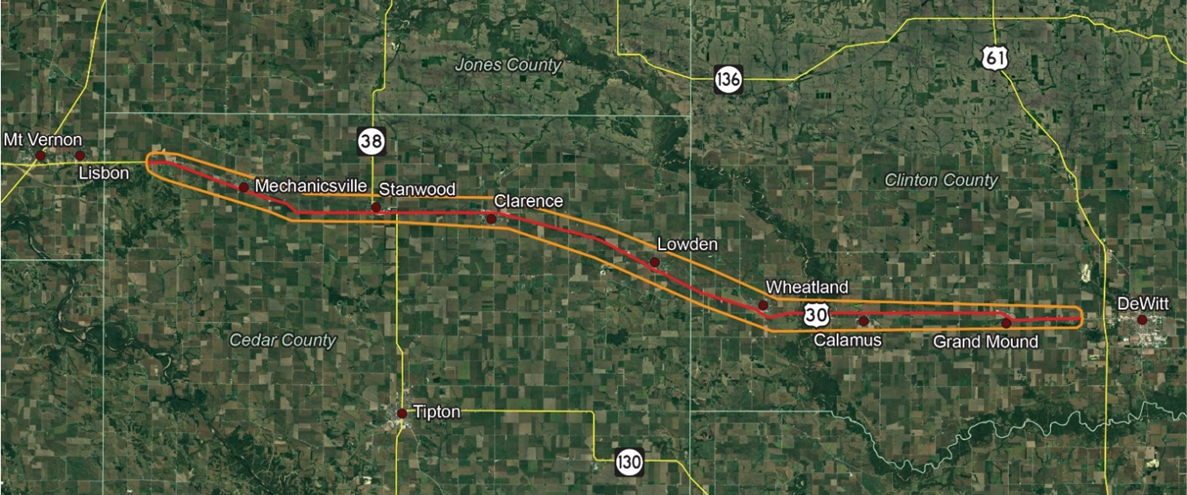 Jones County
61
136
38
Mt Vernon
Lisbon
Mechanicsville
Stanwood
Clarence
Clinton County
Lowden
Wheatland
30
DeWitt
Calamus
Grand Mound
Cedar County
Tipton
130